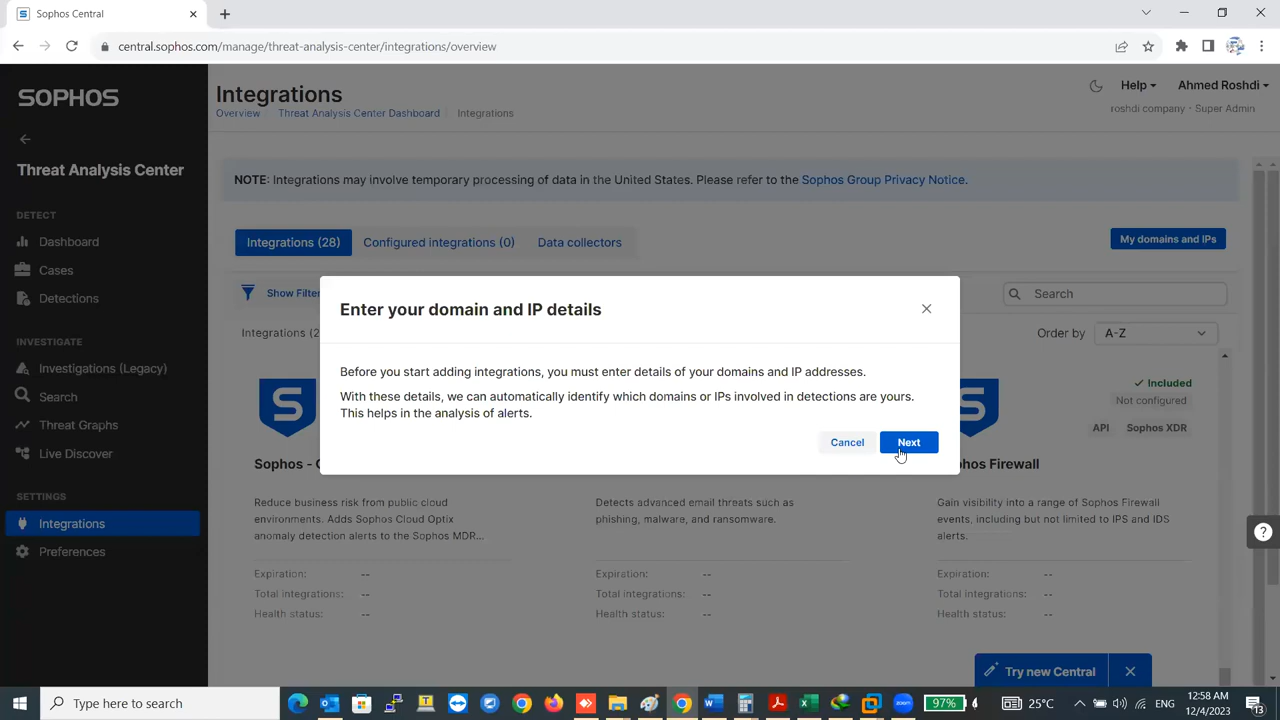 Sophos Central
central.sophos.com/manage/threat-analysis-center/integrations/overview
SOPHOS
Threat Analysis Center
DETECT
Dashboard
Cases
Detections
INVESTIGATE
Investigations (Legacy)
Search
Threat Graphs
Live Discover
SETTINGS
Integrations
Preferences
Integrations
Overview
Threat Analysis Center Dashboard
Integrations
Help
Ahmed Roshdi
roshdi company - Super Admin
NOTE: Integrations may involve temporary processing of data in the United States. Please refer to the Sophos Group Privacy Notice.
Integrations (28)
Configured integrations (0)
Data collectors
My domains and IPs
Show Filter
Search
Integrations (2
Order by
A-Z
Enter your domain and IP details
Before you start adding integrations, you must enter details of your domains and IP addresses.
With these details, we can automatically identify which domains or IPs involved in detections are yours.
This helps in the analysis of alerts.
Cancel
Next
Included
Not configured
API
Sophos XDR
Sophos -
phos Firewall
Reduce business risk from public cloud
environments. Adds Sophos Cloud Optix
anomaly detection alerts to the Sophos MDR...
Expiration: --
Total integrations: --
Health status: --
Detects advanced email threats such as
phishing, malware, and ransomware.
Expiration: --
Total integrations: --
Health status: --
Gain visibility into a range of Sophos Firewall
events, including but not limited to IPS and IDS
alerts.
Expiration: --
Total integrations: --
Health status: --
Try new Central
Type here to search
97%
25°C
ENG
12:58 AM
12/4/2023
13